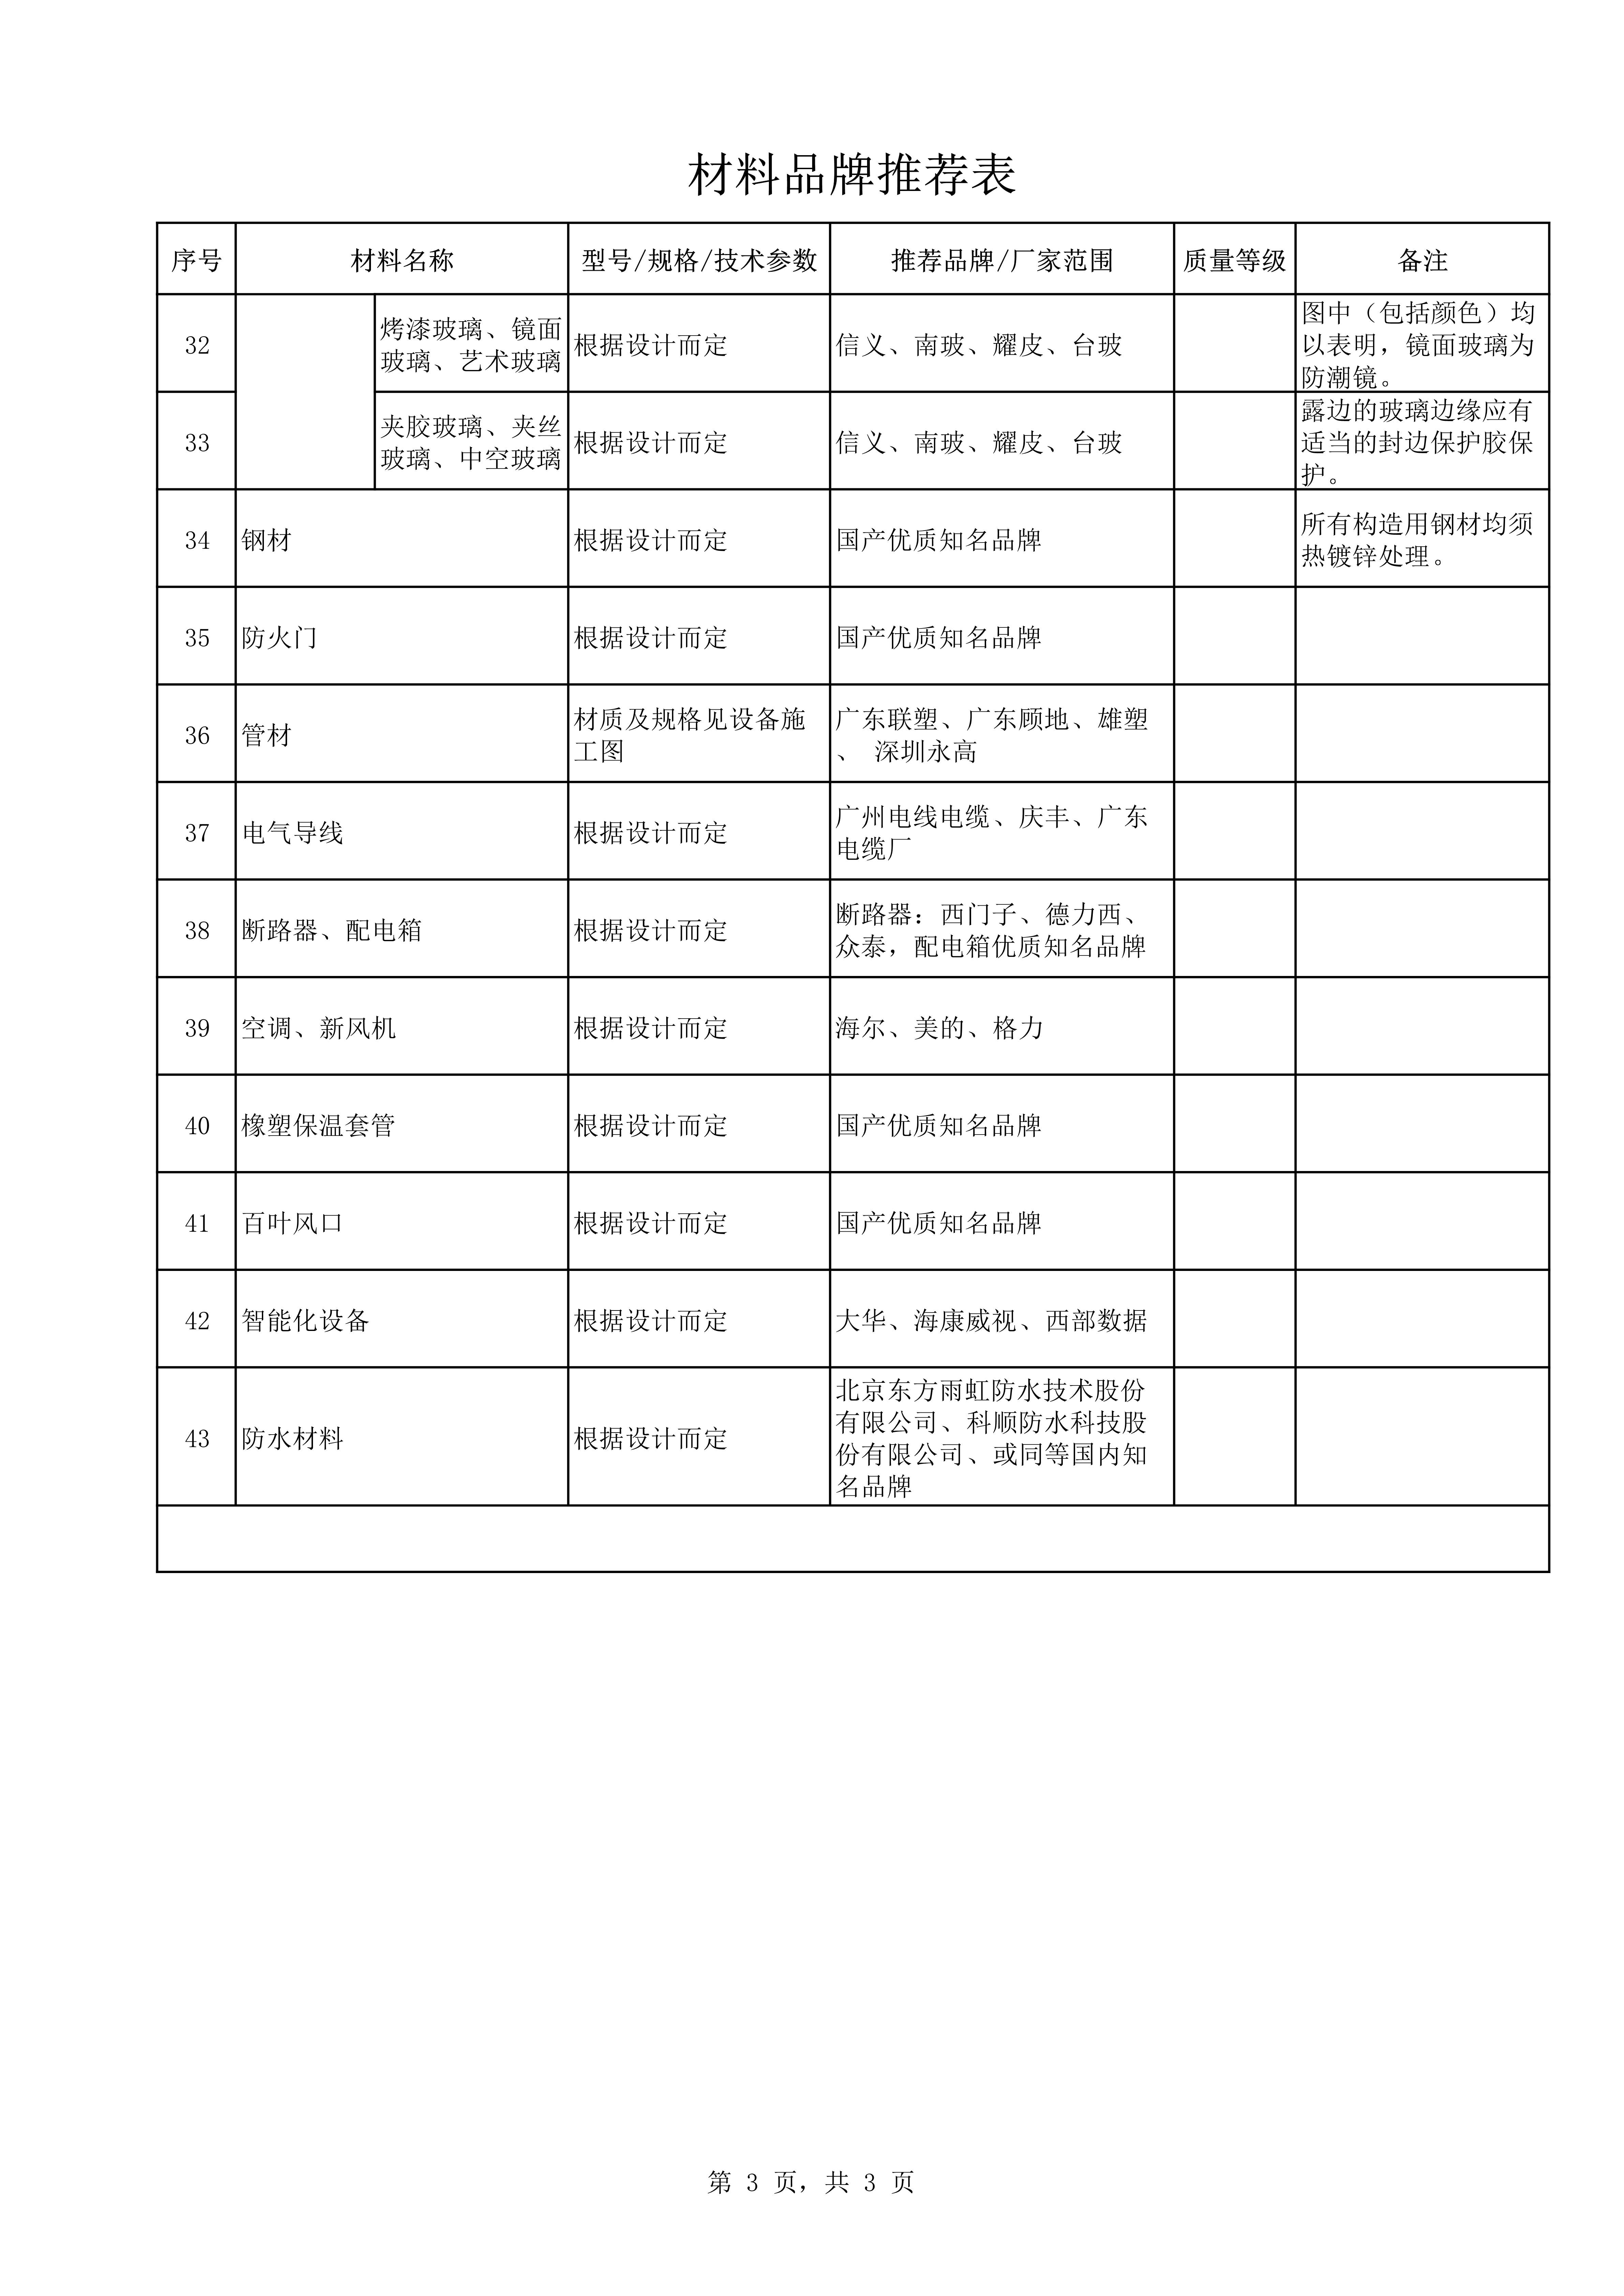 材料品牌推荐表
序号 材料名称 型号/规格/技术参数 推荐品牌/厂家范围 质量等级 备注
32 烤漆玻璃、镜面玻璃、艺术玻璃 根据设计而定 信义、南玻、耀皮、台玻 图中（包括颜色）均以表明，镜面玻璃为防潮镜。
33 夹胶玻璃、夹丝玻璃、中空玻璃 根据设计而定 信义、南玻、耀皮、台玻 露边的玻璃边缘应有适当的封边保护胶保护。
34 钢材 根据设计而定 国产优质知名品牌 所有构造用钢材均须热镀锌处理。
35 防火门 根据设计而定 国产优质知名品牌
36 管材 材质及规格见设备施工图 广东联塑、广东顾地、雄塑、 深圳永高
37 电气导线 根据设计而定 广州电线电缆、庆丰、广东电缆厂
38 断路器、配电箱 根据设计而定 断路器：西门子、德力西、众泰，配电箱优质知名品牌
39 空调、新风机 根据设计而定 海尔、美的、格力
40 橡塑保温套管 根据设计而定 国产优质知名品牌
41 百叶风口 根据设计而定 国产优质知名品牌
42 智能化设备 根据设计而定 大华、海康威视、西部数据
43 防水材料 根据设计而定 北京东方雨虹防水技术股份有限公司、科顺防水科技股份有限公司、或同等国内知名品牌
第 3 页，共 3 页